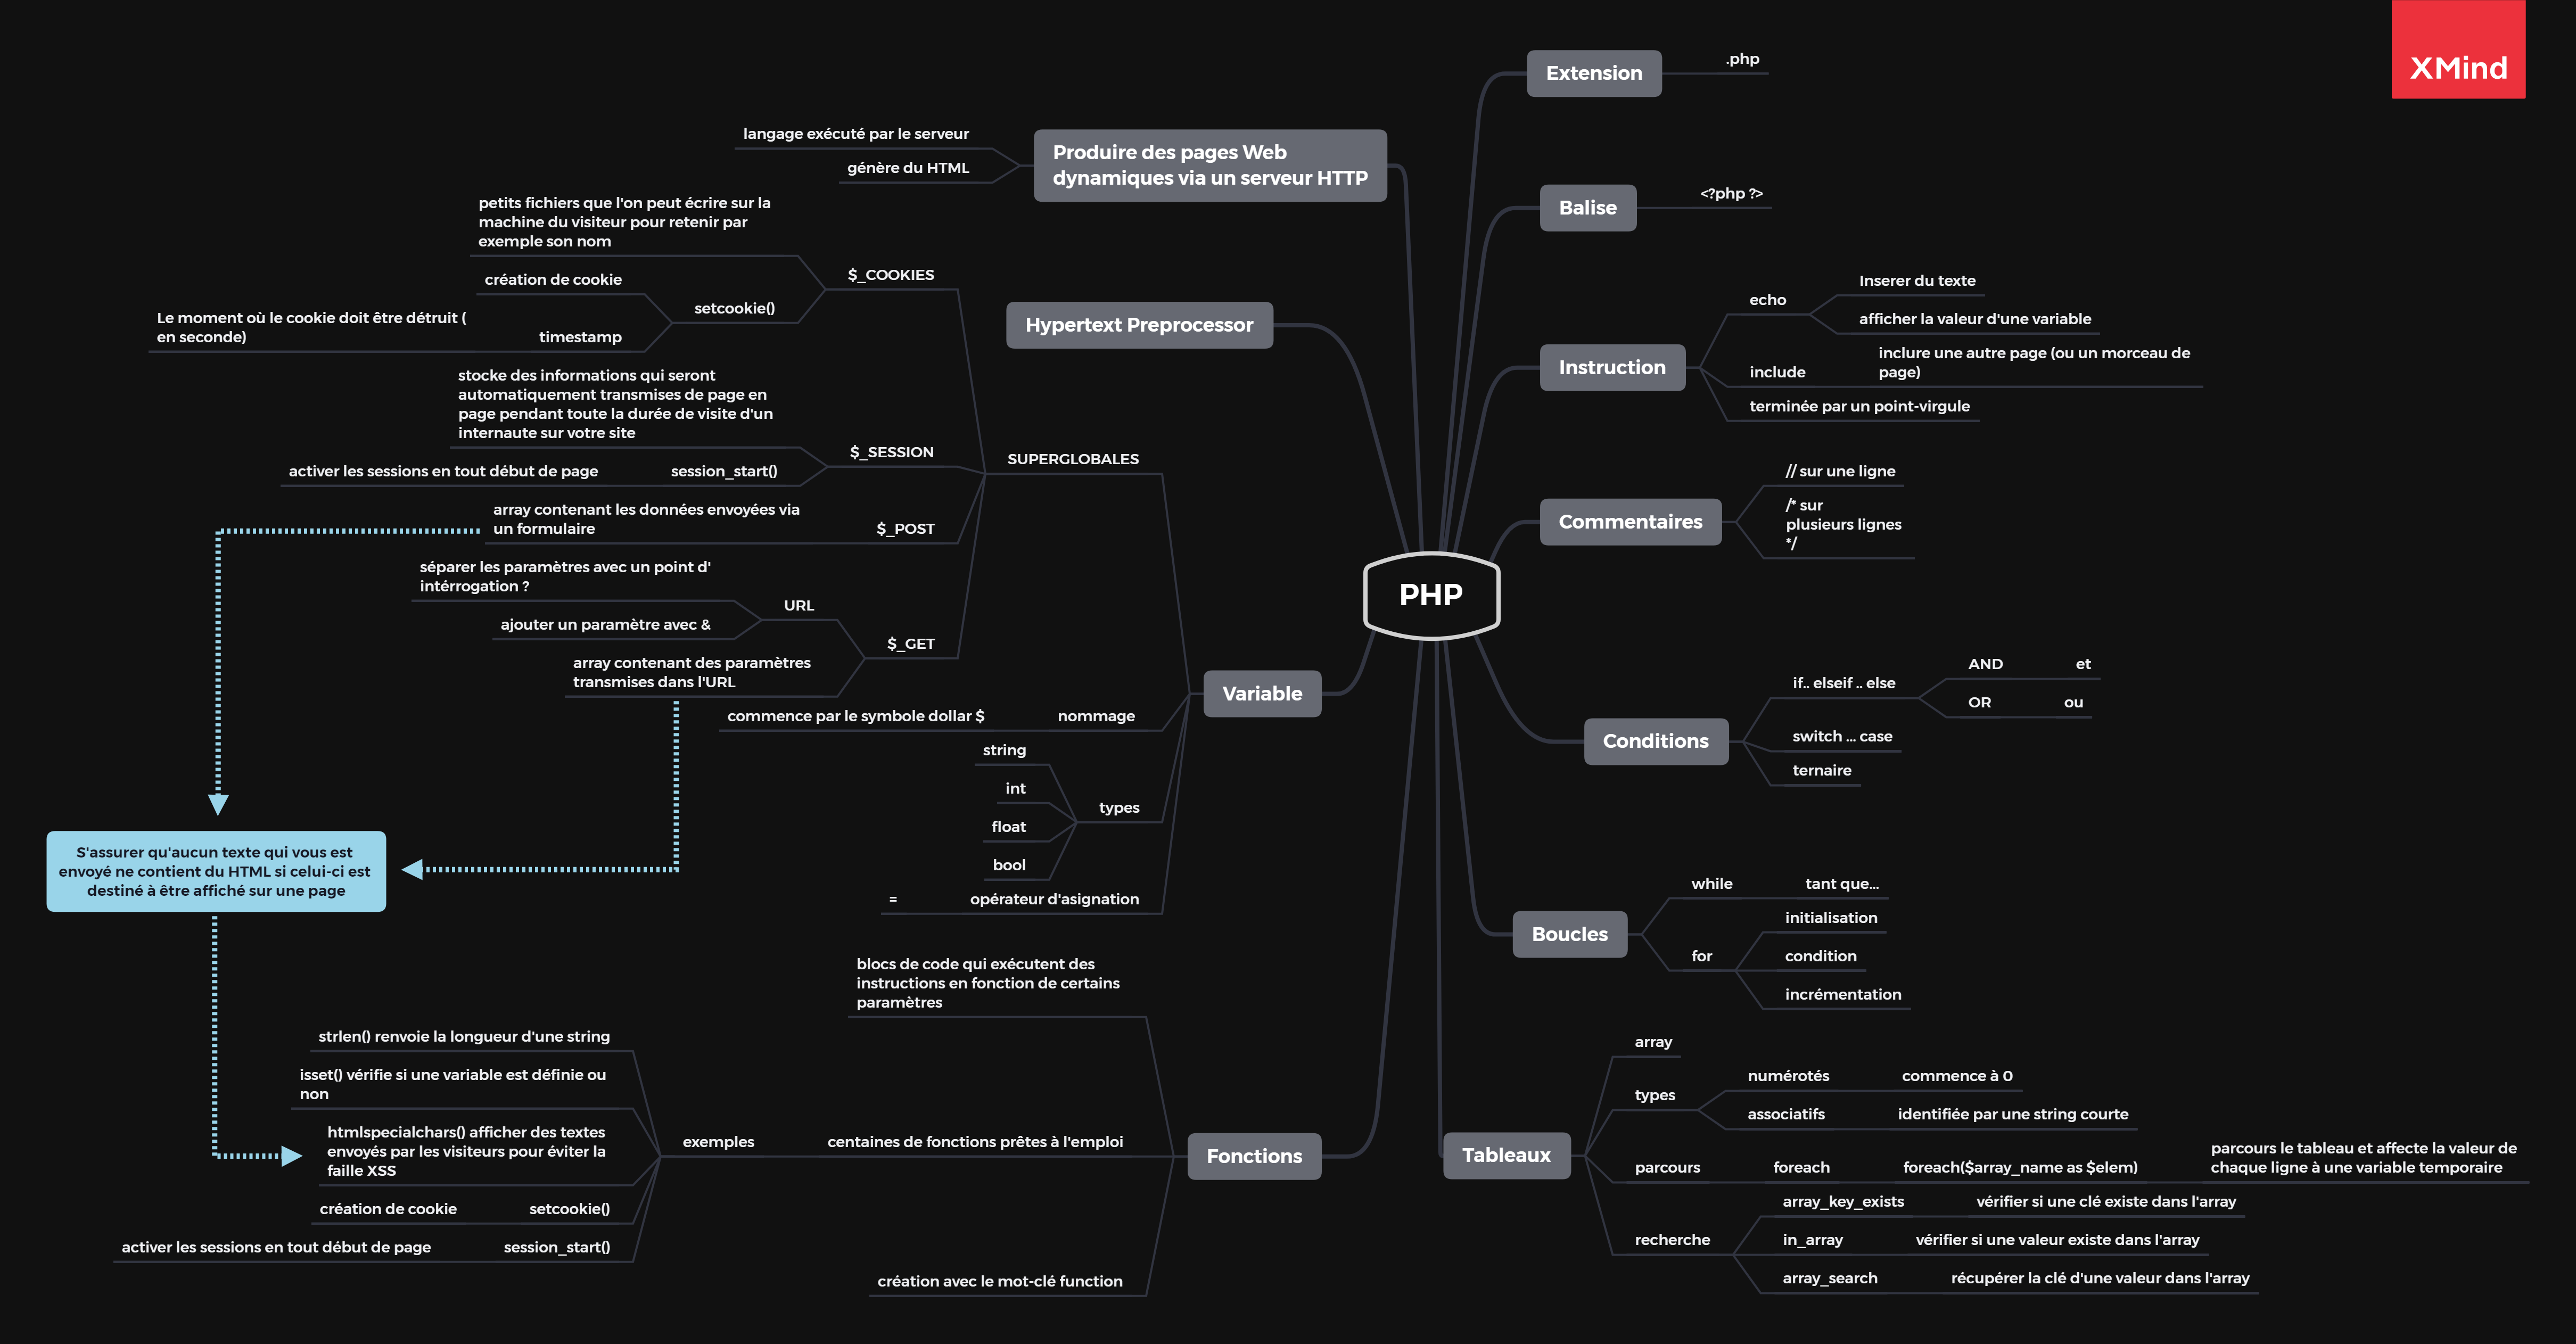 XMind
PHP
Extension
.php
Balise
<?php ?>
Instruction
echo
Inserer du texte
afficher la valeur d'une variable
include
inclure une autre page (ou un morceau de
page)
terminée par un point-virgule
Commentaires
// sur une ligne
/* sur
plusieurs lignes
*/
Conditions
if.. elseif .. else
AND
et
OR
ou
switch ... case
ternaire
Boucles
while
tant que...
for
initialisation
condition
incrémentation
Tableaux
array
types
numérotés
commence à 0
associatifs
identifiée par une string courte
parcours
foreach
foreach($array_name as $elem)
parcours le tableau et affecte la valeur de
chaque ligne à une variable temporaire
recherche
array_key_exists
vérifier si une clé existe dans l'array
in_array
vérifier si une valeur existe dans l'array
array_search
récupérer la clé d'une valeur dans l'array
Produire des pages Web
dynamiques via un serveur HTTP
langage exécuté par le serveur
génère du HTML
Hypertext Preprocessor
Variable
SUPERGLOBALES
$_COOKIES
petits fichiers que l'on peut écrire sur la
machine du visiteur pour retenir par
exemple son nom
setcookie()
création de cookie
timestamp
Le moment où le cookie doit être détruit (
en seconde)
$_SESSION
stocke des informations qui seront
automatiquement transmises de page en
page pendant toute la durée de visite d'un
internaute sur votre site
session_start()
activer les sessions en tout début de page
$_POST
array contenant les données envoyées via
un formulaire
$_GET
URL
séparer les paramètres avec un point d'
intérrogation ?
ajouter un paramètre avec &
array contenant des paramètres
transmises dans l'URL
nommage
commence par le symbole dollar $
types
string
int
float
bool
opérateur d'asignation
=
S'assurer qu'aucun texte qui vous est
envoyé ne contient du HTML si celui-ci est
destiné à être affiché sur une page
Fonctions
blocs de code qui exécutent des
instructions en fonction de certains
paramètres
centaines de fonctions prêtes à l'emploi
exemples
strlen() renvoie la longueur d'une string
isset() vérifie si une variable est définie ou
non
htmlspecialchars() afficher des textes
envoyés par les visiteurs pour éviter la
faille XSS
setcookie()
création de cookie
session_start()
activer les sessions en tout début de page
création avec le mot-clé function